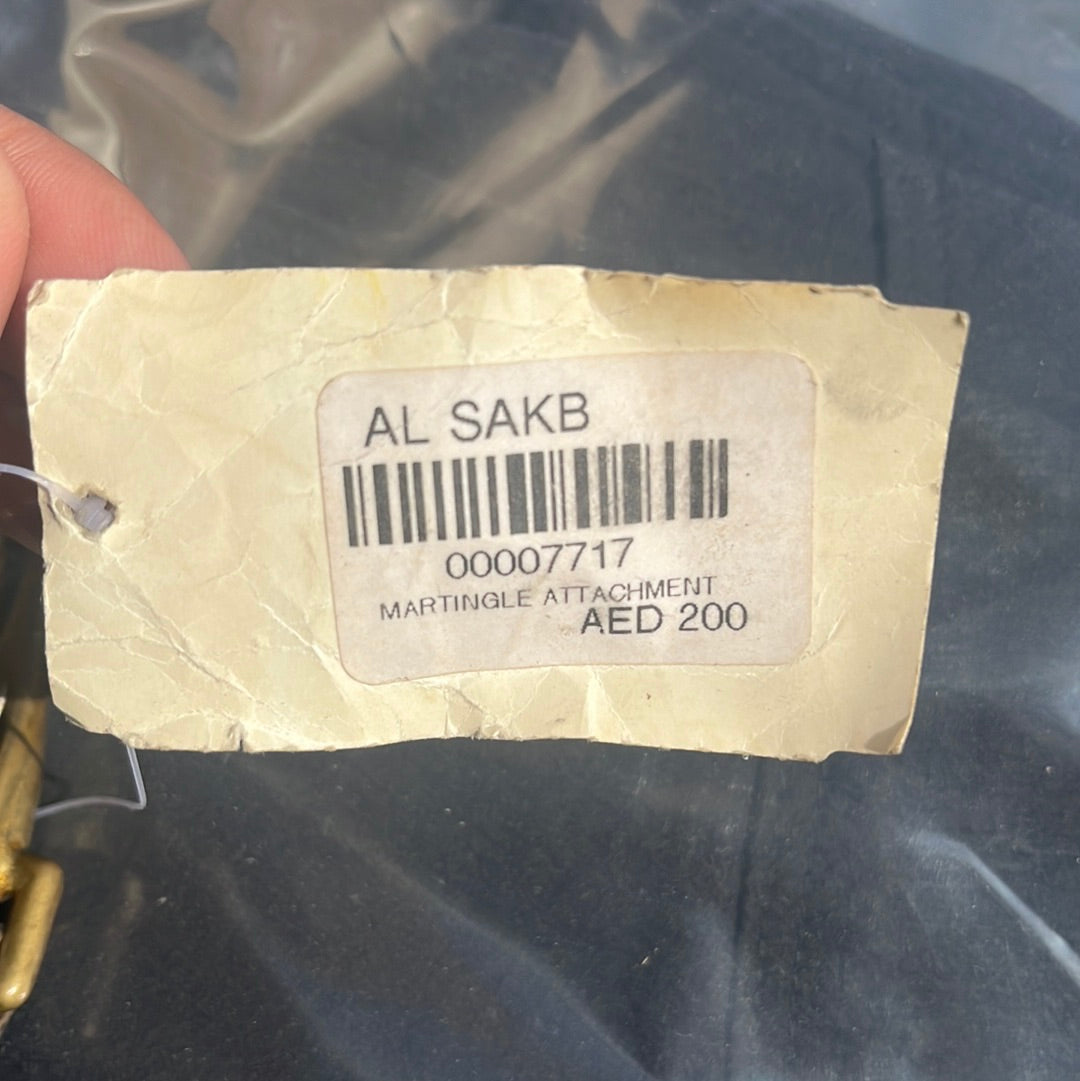 AL SAKB
00007717
MARTINGLE ATTACHMENT
AED 200